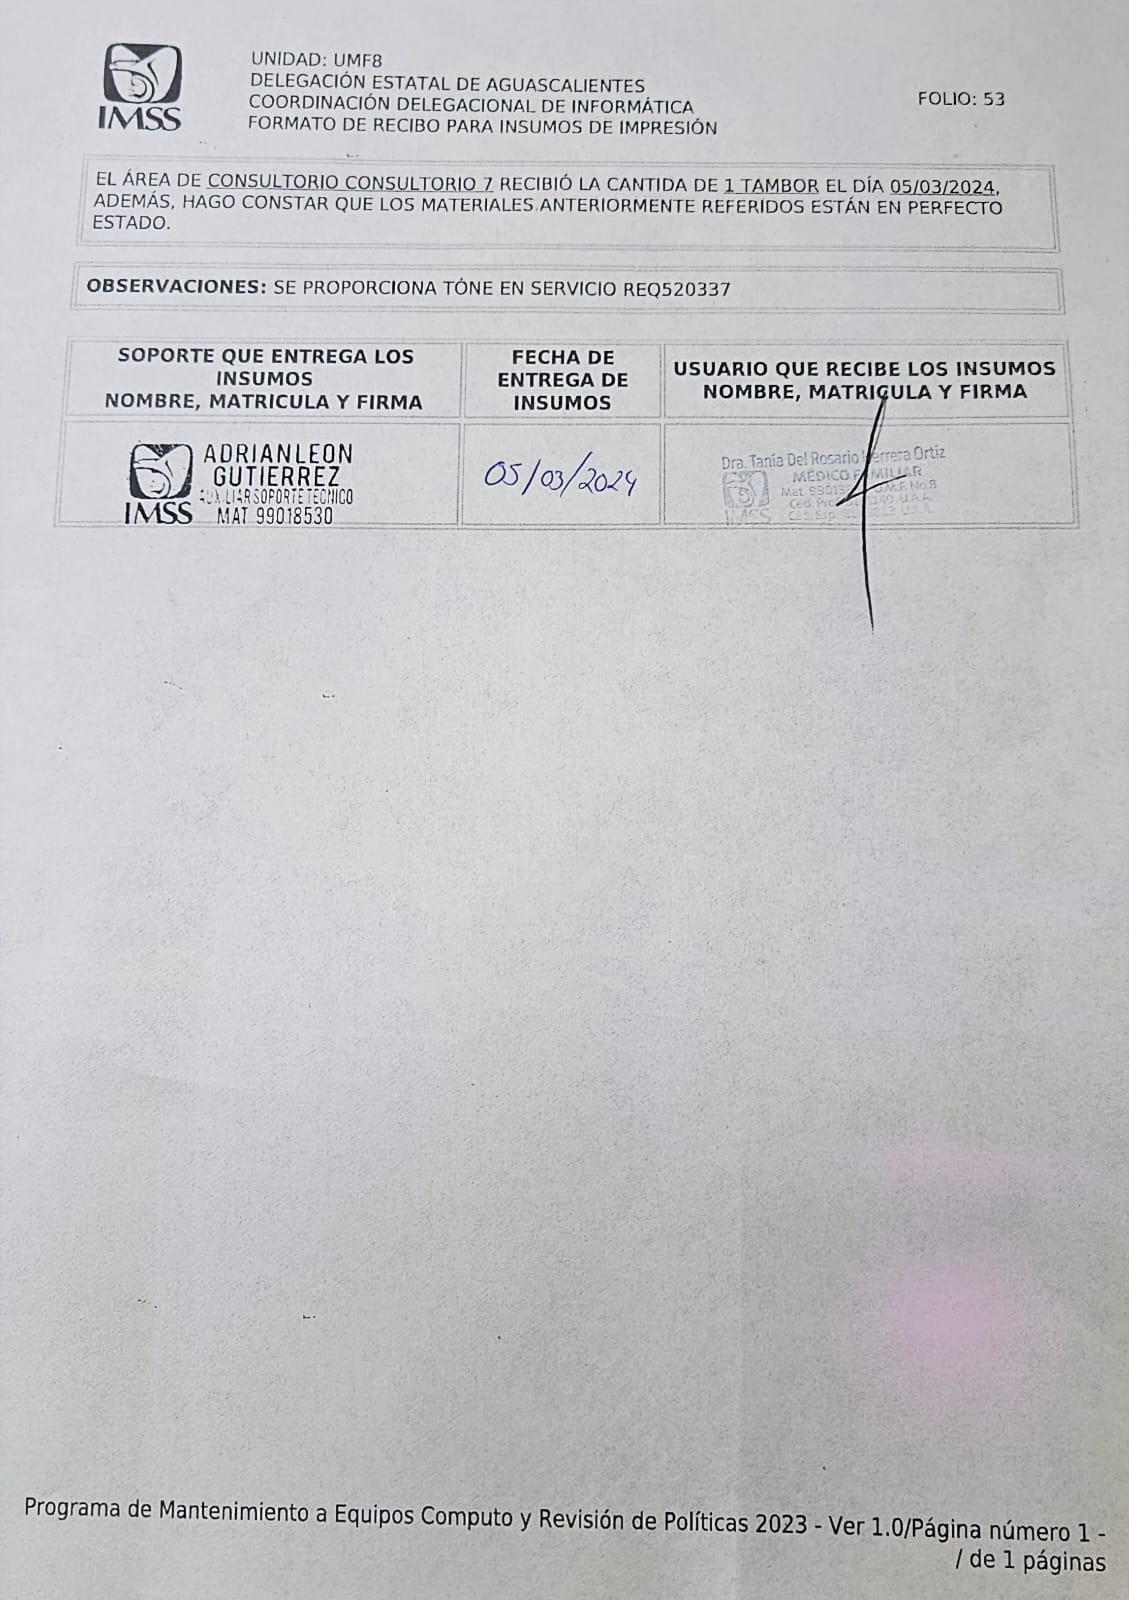 IMSS
UNIDAD: UMF8
DELEGACIÓN ESTATAL DE AGUASCALIENTES
COORDINACIÓN DELEGACIONAL DE INFORMÁTICA
FORMATO DE RECIBO PARA INSUMOS DE IMPRESIÓN
FOLIO: 53
EL ÁREA DE CONSULTORIO CONSULTORIO 7 RECIBIÓ LA CANTIDA DE 1 TAMBOR EL DÍA 05/03/2024,
ADEMÁS, HAGO CONSTAR QUE LOS MATERIALES ANTERIORMENTE REFERIDOS ESTÁN EN PERFECTO
ESTADO.
OBSERVACIONES: SE PROPORCIONA TÓNE EN SERVICIO REQ520337
SOPORTE QUE ENTREGA LOS
INSUMOS
NOMBRE, MATRICULA Y FIRMA
FECHA DE
ENTREGA DE
INSUMOS
USUARIO QUE RECIBE LOS INSUMOS
NOMBRE, MATRICULA Y FIRMA
IMSS
ADRIAN LEON
GUTIERREZ
AUXILIAR SOPORTE TECNICO
MAT 99018530
05/03/2024
Dra. Tania Del Rosario Herrera Ortiz
MÉDICO FAMILIAR
Mat U.M.F. No.8
Ced. U.A.A.
Céd. Esp.
IMSS
Programa de Mantenimiento a Equipos Computo y Revisión de Políticas 2023 - Ver 1.0/Página número 1 -
/ de 1 páginas